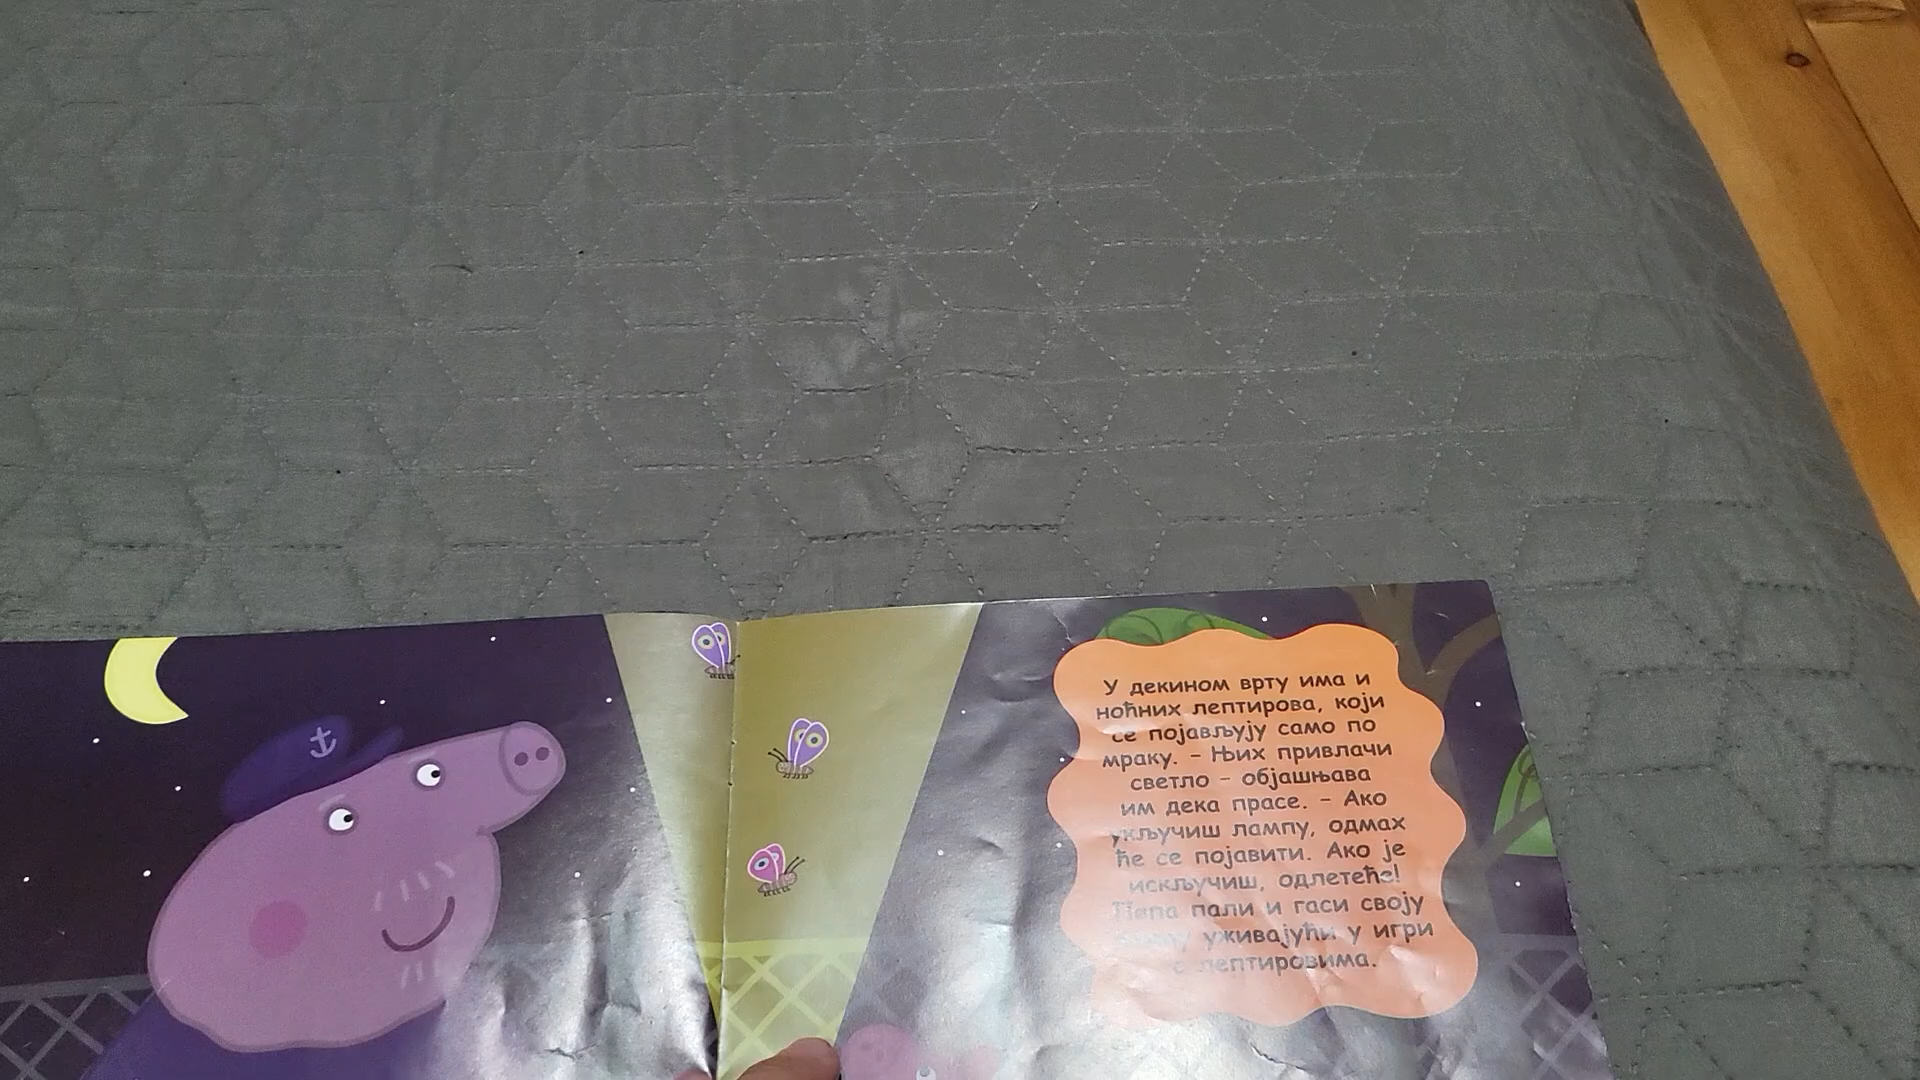 У декином врту има и
ноћних лептирова, који
се појављују само по
мраку. – Њих привлачи
светло – објашњава
им дека прасе. – Ако
укључиш лампу, одмах
ће се појавити. Ако је
искључиш, одлетеће!
Пепа пали и гаси своју
уживајући у игри
с лептировима.